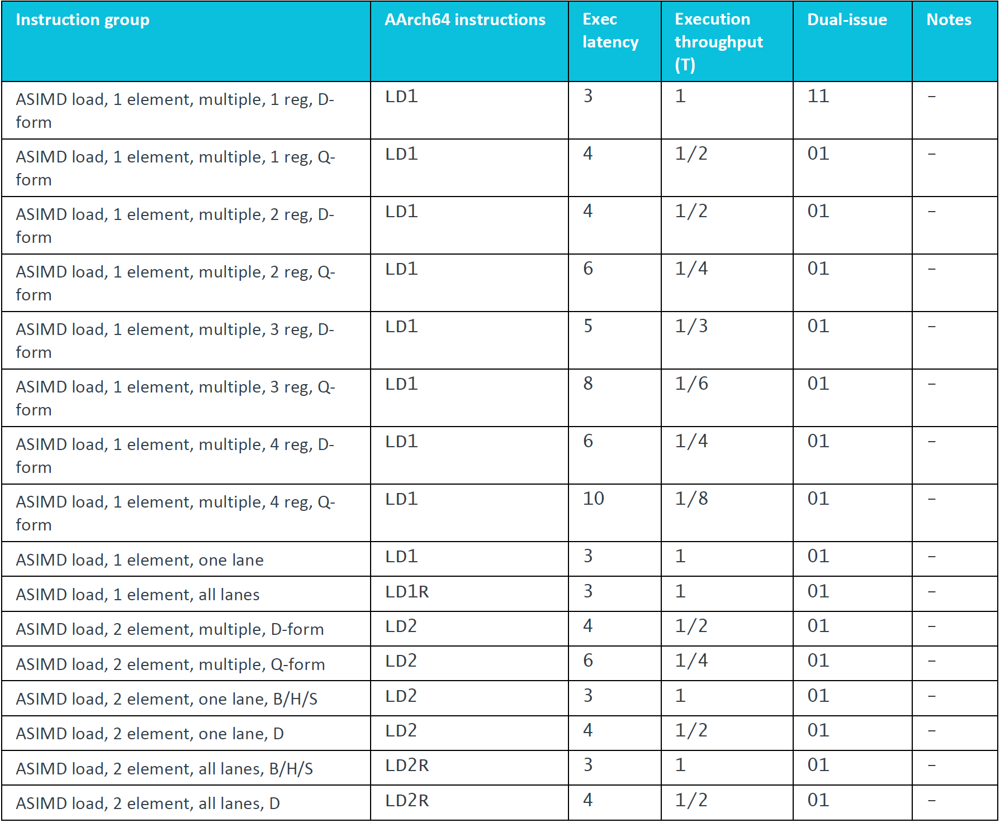 Instruction group AArch64 instructions Exec latency Execution throughput (T) Dual-issue Notes
ASIMD load, 1 element, multiple, 1 reg, D-form LD1 3 1 11 –
ASIMD load, 1 element, multiple, 1 reg, Q-form LD1 4 1/2 01 –
ASIMD load, 1 element, multiple, 2 reg, D-form LD1 4 1/2 01 –
ASIMD load, 1 element, multiple, 2 reg, Q-form LD1 6 1/4 01 –
ASIMD load, 1 element, multiple, 3 reg, D-form LD1 5 1/3 01 –
ASIMD load, 1 element, multiple, 3 reg, Q-form LD1 8 1/6 01 –
ASIMD load, 1 element, multiple, 4 reg, D-form LD1 6 1/4 01 –
ASIMD load, 1 element, multiple, 4 reg, Q-form LD1 10 1/8 01 –
ASIMD load, 1 element, one lane LD1 3 1 01 –
ASIMD load, 1 element, all lanes LD1R 3 1 01 –
ASIMD load, 2 element, multiple, D-form LD2 4 1/2 01 –
ASIMD load, 2 element, multiple, Q-form LD2 6 1/4 01 –
ASIMD load, 2 element, one lane, B/H/S LD2 3 1 01 –
ASIMD load, 2 element, one lane, D LD2 4 1/2 01 –
ASIMD load, 2 element, all lanes, B/H/S LD2R 3 1 01 –
ASIMD load, 2 element, all lanes, D LD2R 4 1/2 01 –